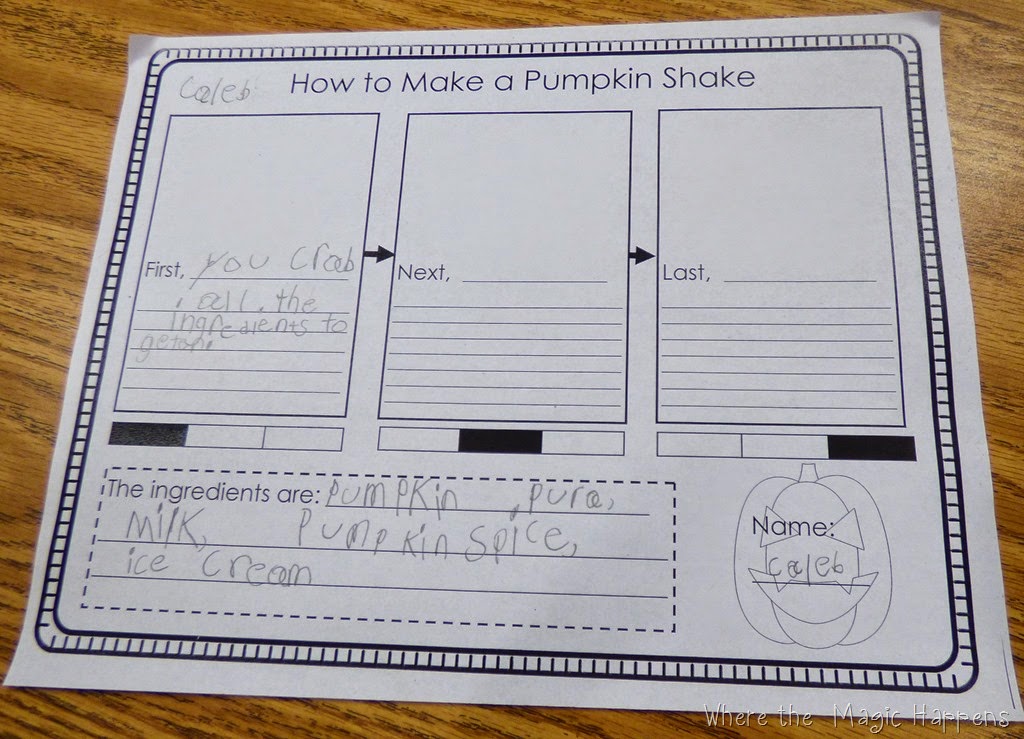 Caleb How to Make a Pumpkin Shake
First, you Crab
all the
ingredients to
Next,
Last,
The ingredients are: Pumpkin , pura,
Milk, Pumpkin Spice,
ice Cream
Name:
Caleb
Where the Magic Happens